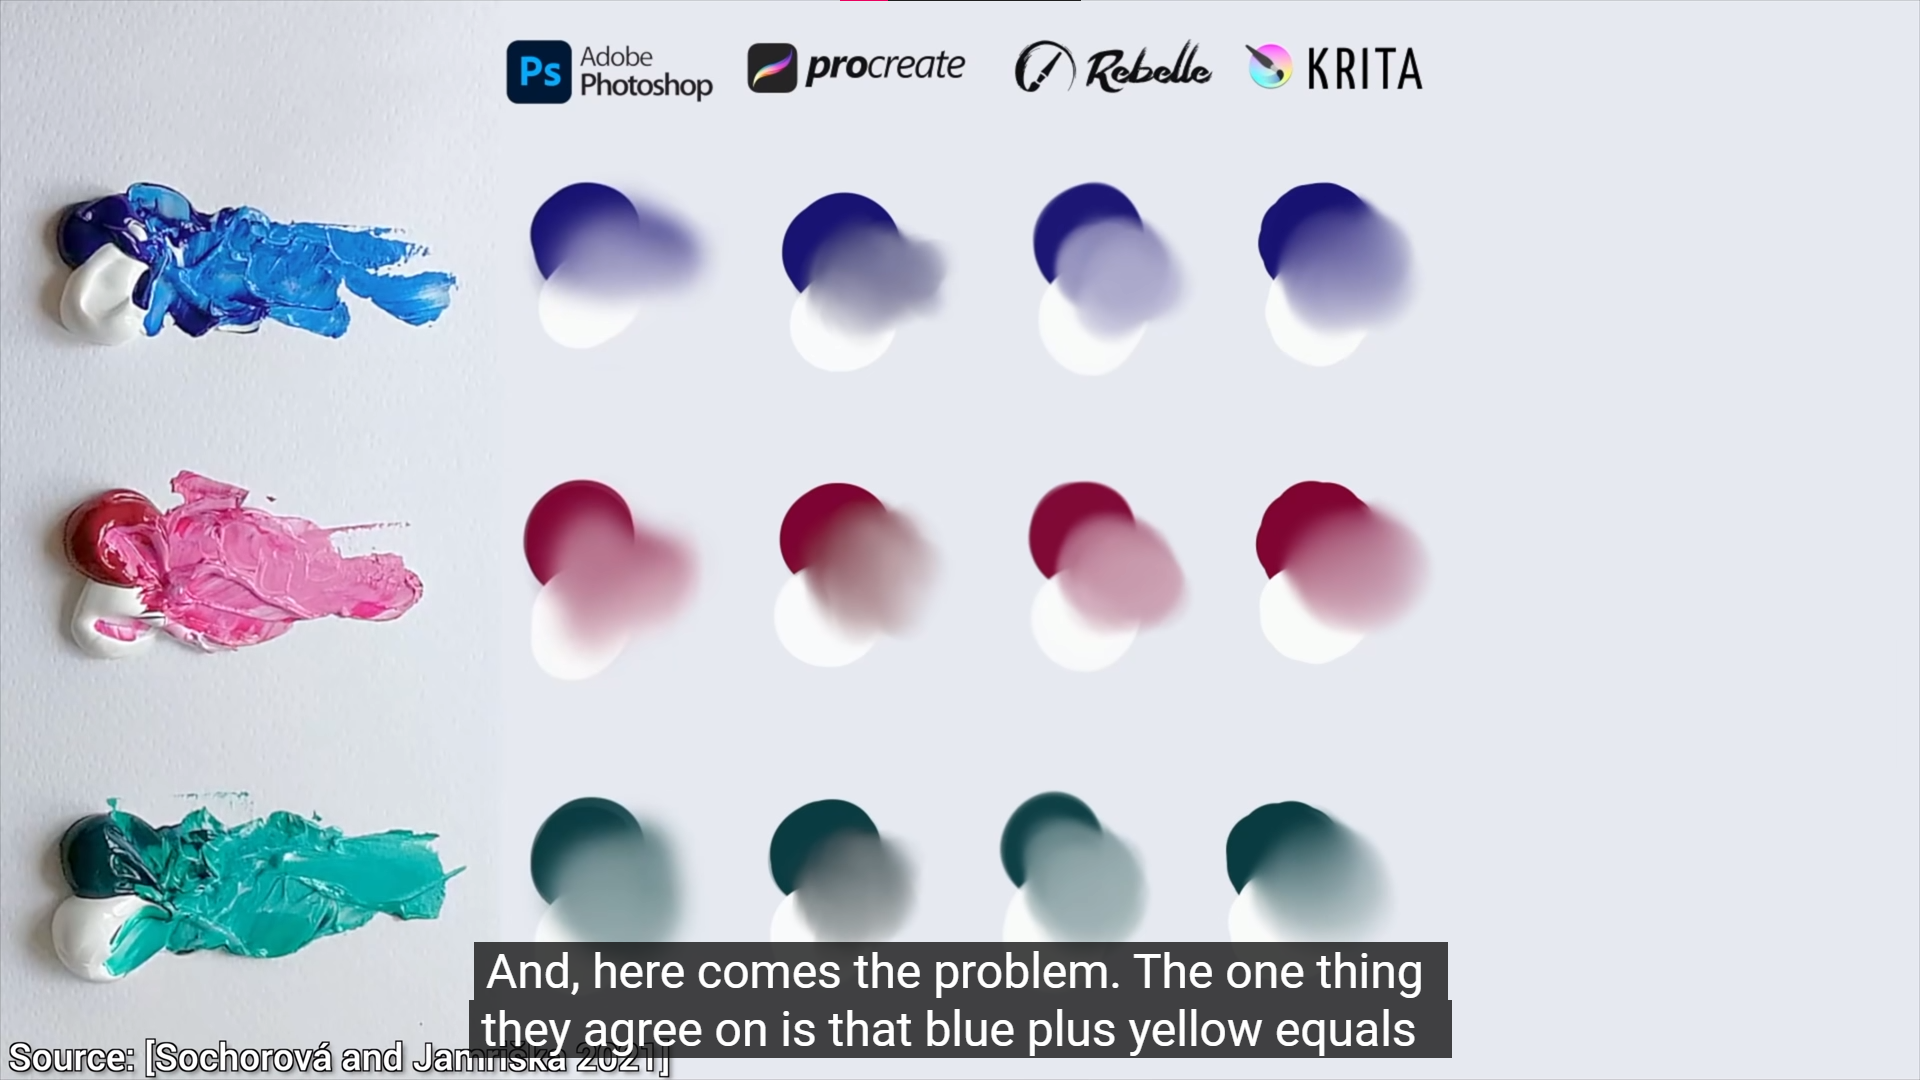 Ps Adobe Photoshop procreate Rebelle KRITA
And, here comes the problem. The one thing
they agree on is that blue plus yellow equals
Source: [Sochorová and Jamriška 2021]